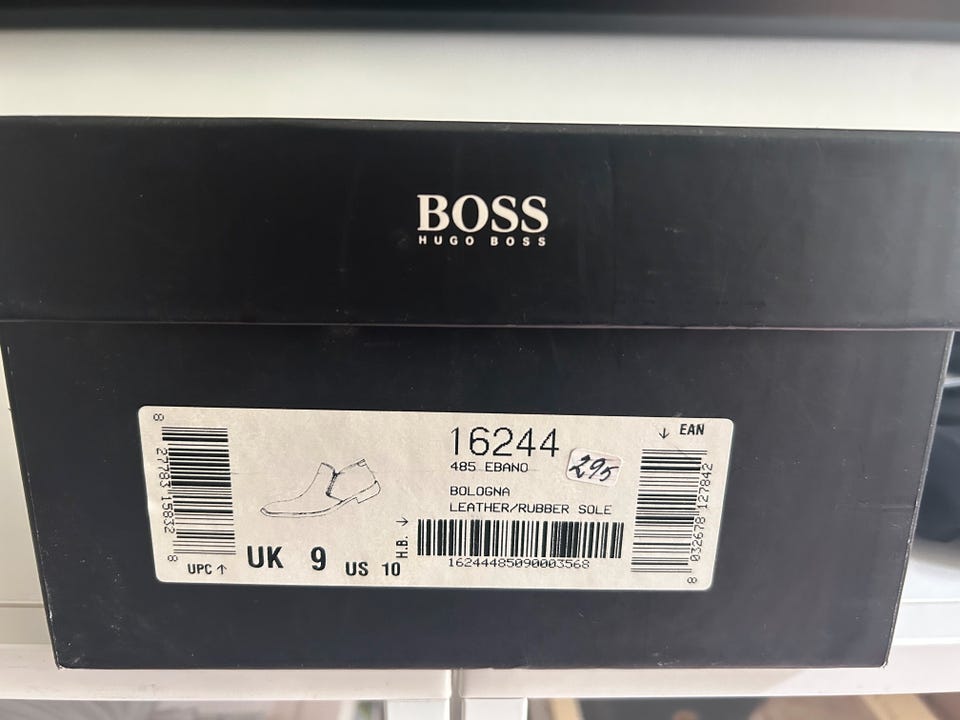 BOSS
HUGO BOSS
8 27783 15832 8
UPC ↑
UK 9 US 10
H.B. ↓
16244
485 EBANO
295
BOLOGNA
LEATHER/RUBBER SOLE
16244485090003568
↓ EAN
8 032678 127842